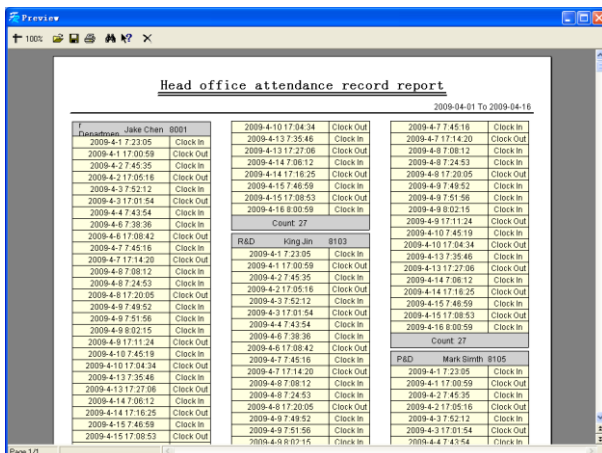 Preview
100%
Head office attendance record report
2009-04-01 To 2009-04-16
r
Departmen Jake Chen 8001
2009-4-1 7:23:05 Clock In
2009-4-1 17:00:59 Clock Out
2009-4-2 7:45:35 Clock In
2009-4-2 17:05:16 Clock Out
2009-4-3 7:52:12 Clock In
2009-4-3 17:01:54 Clock Out
2009-4-4 7:43:54 Clock In
2009-4-6 7:38:36 Clock In
2009-4-6 17:08:42 Clock Out
2009-4-7 7:45:16 Clock In
2009-4-7 17:14:20 Clock Out
2009-4-8 7:08:12 Clock In
2009-4-8 7:24:53 Clock In
2009-4-8 17:20:05 Clock Out
2009-4-9 7:49:52 Clock In
2009-4-9 7:51:56 Clock In
2009-4-9 8:02:15 Clock In
2009-4-9 17:11:24 Clock Out
2009-4-10 7:45:19 Clock In
2009-4-10 17:04:34 Clock Out
2009-4-13 7:35:46 Clock In
2009-4-13 17:27:06 Clock Out
2009-4-14 7:06:12 Clock In
2009-4-14 17:16:25 Clock Out
2009-4-15 7:46:59 Clock In
2009-4-15 17:08:53 Clock Out
2009-4-10 17:04:34 Clock Out
2009-4-13 7:35:46 Clock In
2009-4-13 17:27:06 Clock Out
2009-4-14 7:06:12 Clock In
2009-4-14 17:16:25 Clock Out
2009-4-15 7:46:59 Clock In
2009-4-15 17:08:53 Clock Out
2009-4-16 8:00:59 Clock In
Count: 27
R&D King Jin 8103
2009-4-1 7:23:05 Clock In
2009-4-1 17:00:59 Clock Out
2009-4-2 7:45:35 Clock In
2009-4-2 17:05:16 Clock Out
2009-4-3 7:52:12 Clock In
2009-4-3 17:01:54 Clock Out
2009-4-4 7:43:54 Clock In
2009-4-6 7:38:36 Clock In
2009-4-6 17:08:42 Clock Out
2009-4-7 7:45:16 Clock In
2009-4-7 17:14:20 Clock Out
2009-4-8 7:08:12 Clock In
2009-4-8 7:24:53 Clock In
2009-4-8 17:20:05 Clock Out
2009-4-9 7:49:52 Clock In
2009-4-9 7:51:56 Clock In
2009-4-9 8:02:15 Clock In
2009-4-7 7:45:16 Clock In
2009-4-7 17:14:20 Clock Out
2009-4-8 7:08:12 Clock In
2009-4-8 7:24:53 Clock In
2009-4-8 17:20:05 Clock Out
2009-4-9 7:49:52 Clock In
2009-4-9 7:51:56 Clock In
2009-4-9 8:02:15 Clock In
2009-4-9 17:11:24 Clock Out
2009-4-10 7:45:19 Clock In
2009-4-10 17:04:34 Clock Out
2009-4-13 7:35:46 Clock In
2009-4-13 17:27:06 Clock Out
2009-4-14 7:06:12 Clock In
2009-4-14 17:16:25 Clock Out
2009-4-15 7:46:59 Clock In
2009-4-15 17:08:53 Clock Out
2009-4-16 8:00:59 Clock In
Count: 27
P&D Mark Simth 8105
2009-4-1 7:23:05 Clock In
2009-4-1 17:00:59 Clock Out
2009-4-2 7:45:35 Clock In
2009-4-2 17:05:16 Clock Out
2009-4-3 7:52:12 Clock In
2009-4-3 17:01:54 Clock Out
2009-4-4 7:43:54 Clock In
Page 1/1